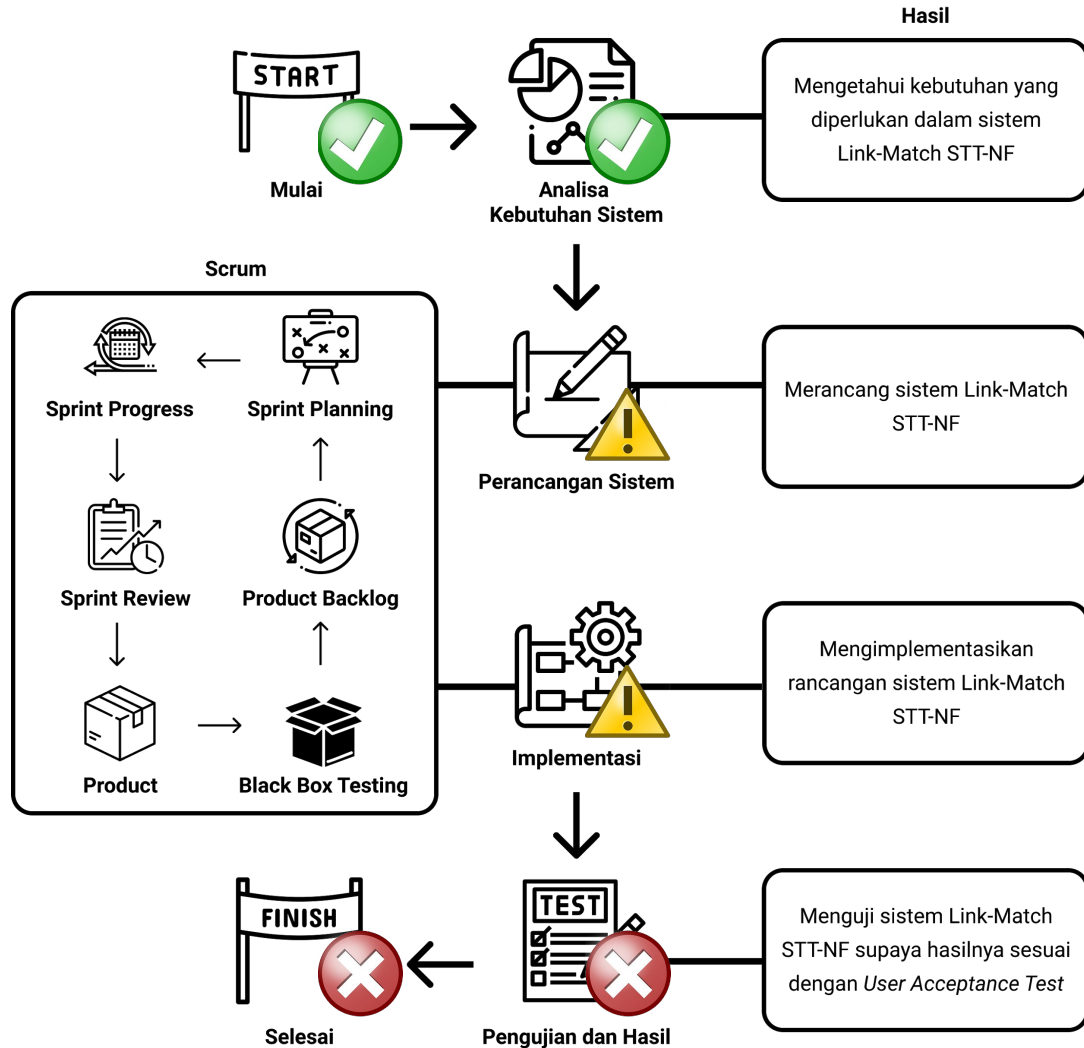 Hasil
START
Mulai
Analisa
Kebutuhan Sistem
Mengetahui kebutuhan yang
diperlukan dalam sistem
Link-Match STT-NF
Scrum
Sprint Progress
Sprint Planning
Sprint Review
Product Backlog
Product
Black Box Testing
Perancangan Sistem
Merancang sistem Link-Match
STT-NF
Implementasi
Mengimplementasikan
rancangan sistem Link-Match
STT-NF
FINISH
Selesai
TEST
Pengujian dan Hasil
Menguji sistem Link-Match
STT-NF supaya hasilnya sesuai
dengan User Acceptance Test